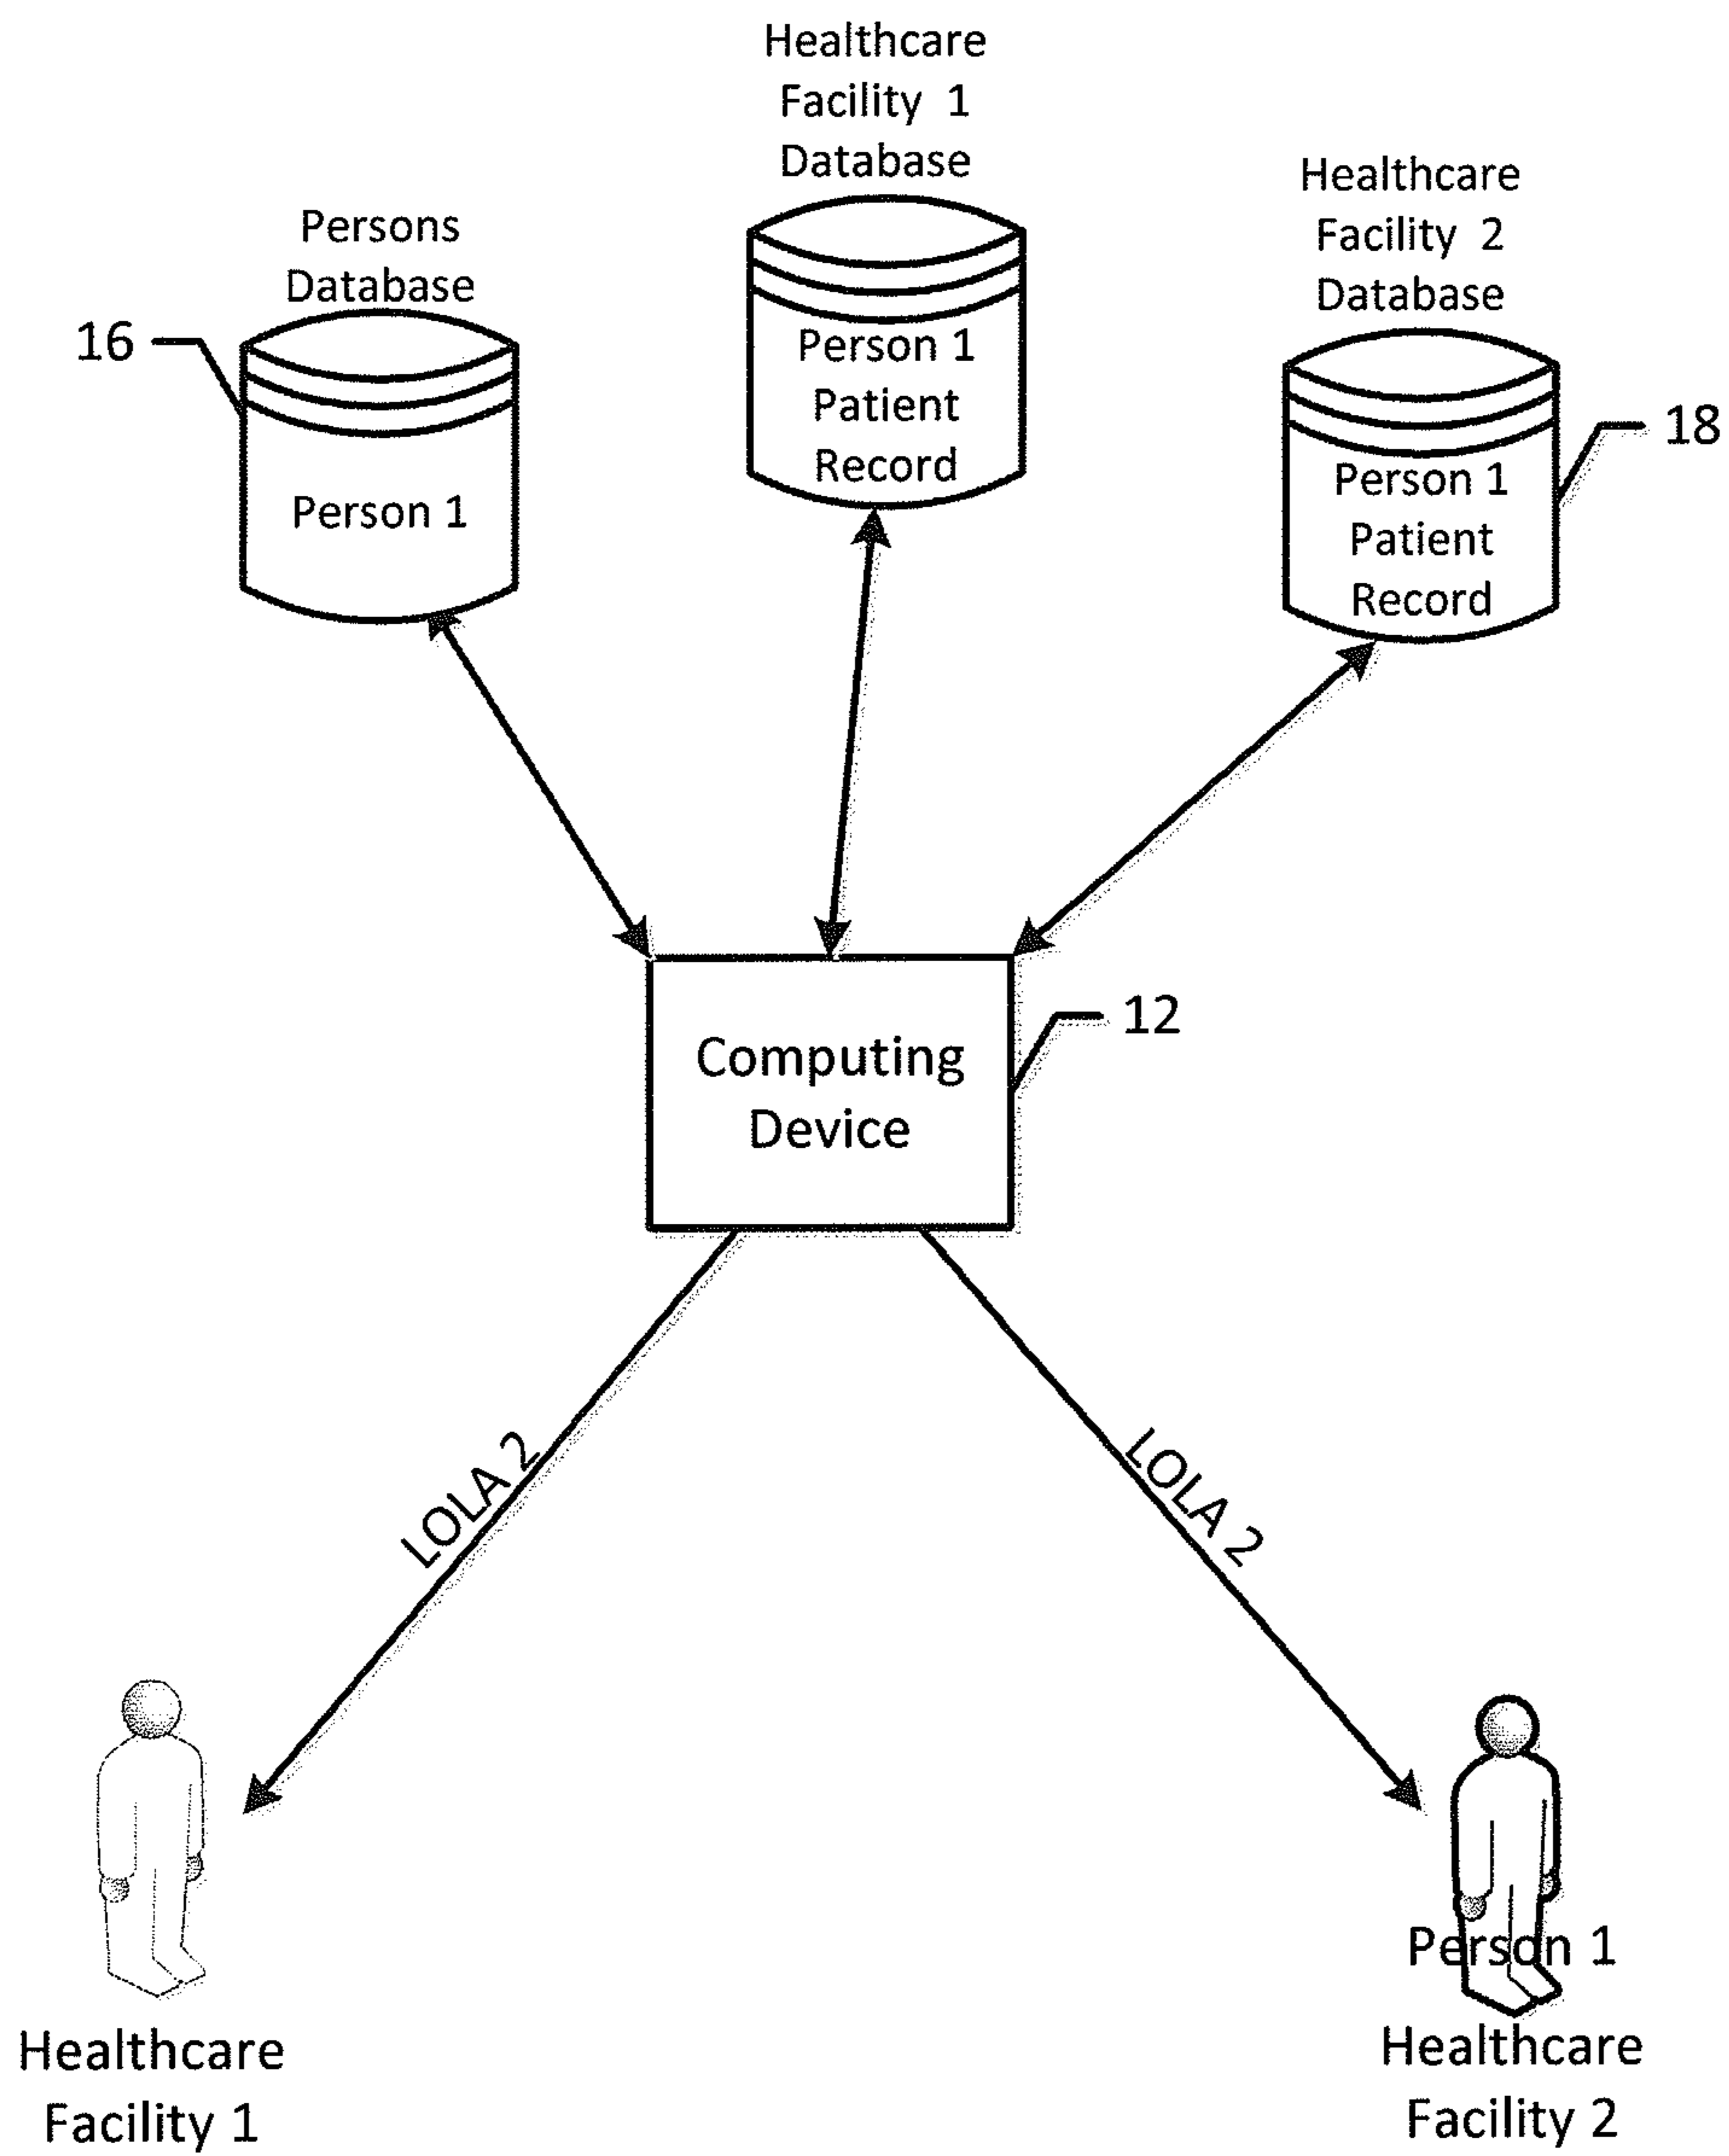 Healthcare
Facility 1
Database
Healthcare
Facility 2
Database
Persons
Database
16
Person 1
Patient
Record
18
Person 1
Patient
Record
Person 1
12
Computing
Device
LOLA 2
LOLA 2
Person 1
Healthcare
Facility 1
Healthcare
Facility 2